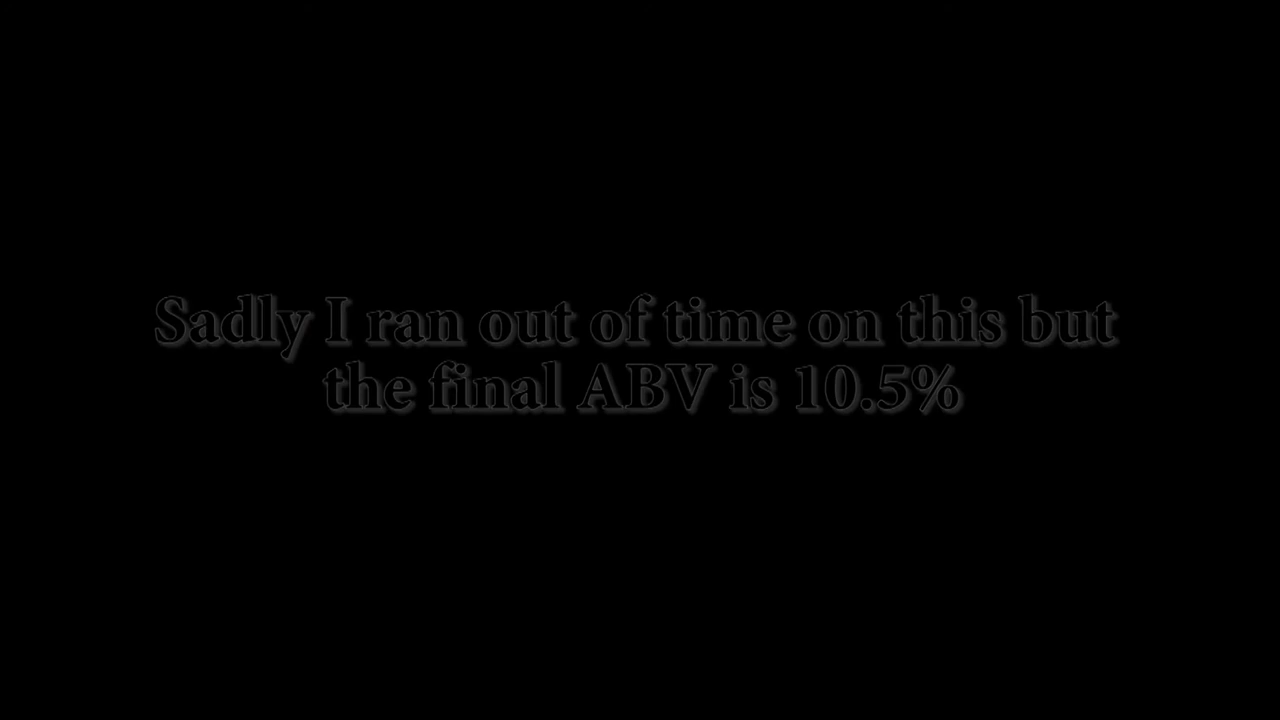 Sadly I ran out of time on this but
the final ABV is 10.5%